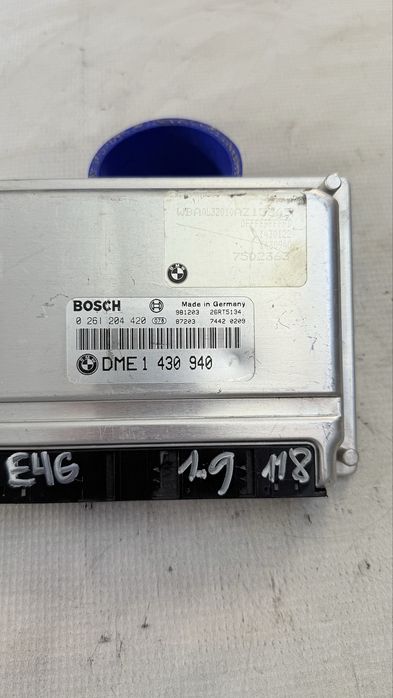 7502363
BOSCH
Made in Germany
981203 26RT5134
0 261 204 420
87203 7442 0209
DME 1 430 940
E46 1.9 118